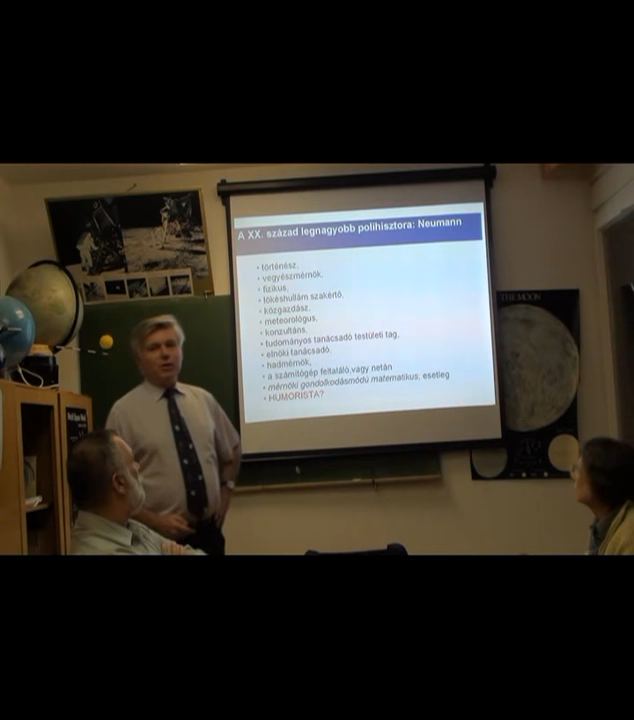 A XX. század legnagyobb polihisztora: Neumann
• történész,
• vegyészmérnök,
• fizikus,
• lökéshullám szakértő,
• közgazdász,
• meteorológus,
• konzultáns,
• tudományos tanácsadó testületi tag,
• elnöki tanácsadó,
• hadmérnök,
• a számítógép feltaláló vagy netán
• mérnöki gondolkodásmódú matematikus; esetleg
• HUMORISTA?
THE MOON